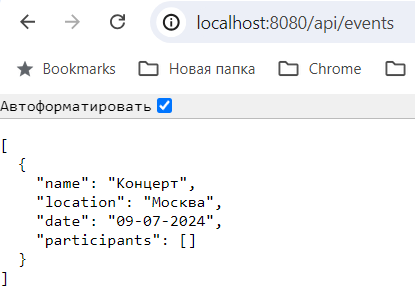 localhost:8080/api/events
Bookmarks Новая папка Chrome
Автоформатировать
[
{
"name": "Концерт",
"location": "Москва",
"date": "09-07-2024",
"participants": []
}
]